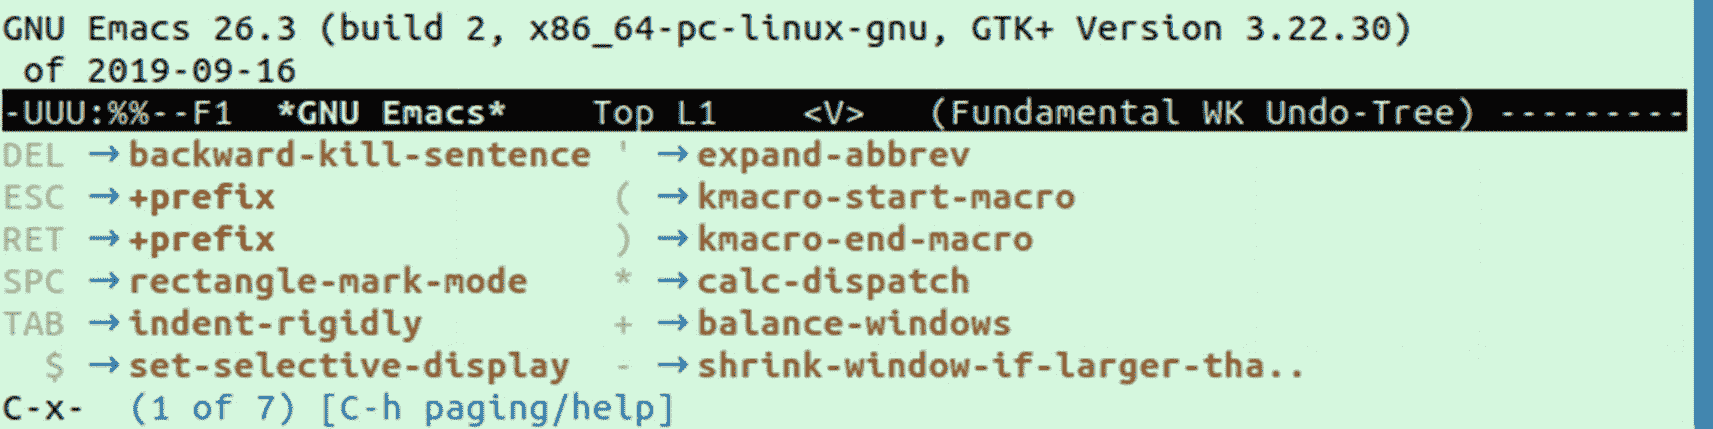 GNU Emacs 26.3 (build 2, x86_64-pc-linux-gnu, GTK+ Version 3.22.30)
 of 2019-09-16
-UUU:%%--F1  *GNU Emacs*    Top L1    <V>   (Fundamental WK Undo-Tree) ---------
DEL → backward-kill-sentence ' → expand-abbrev
ESC → +prefix ( → kmacro-start-macro
RET → +prefix ) → kmacro-end-macro
SPC → rectangle-mark-mode * → calc-dispatch
TAB → indent-rigidly + → balance-windows
$ → set-selective-display - → shrink-window-if-larger-tha..
C-x-  (1 of 7) [C-h paging/help]